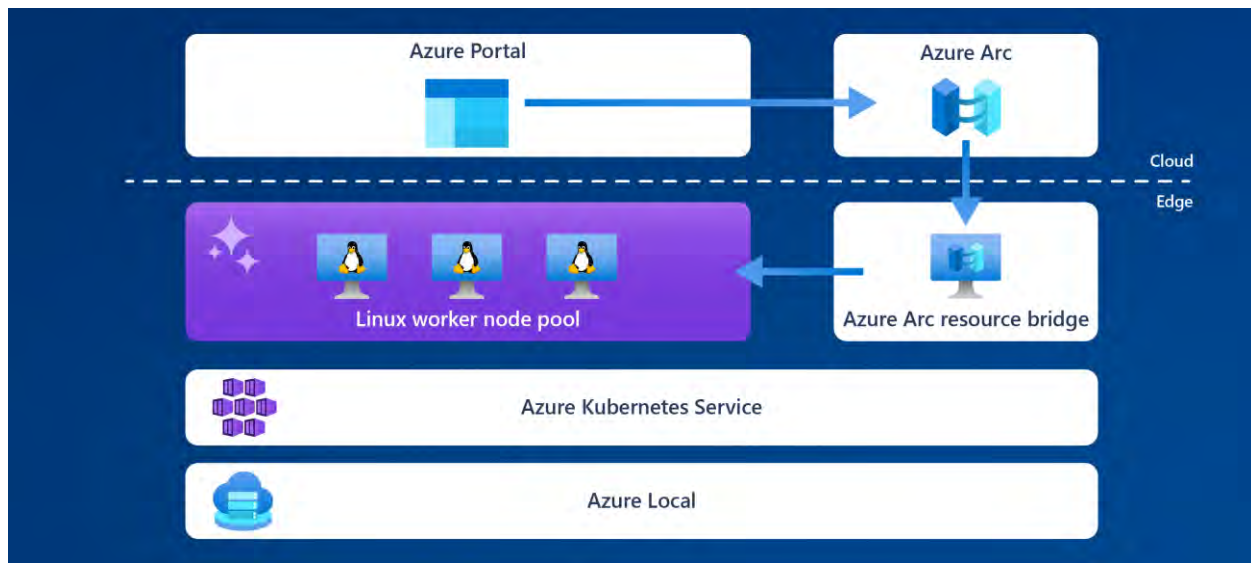 Azure Portal
Azure Arc
Cloud
Edge
Linux worker node pool
Azure Arc resource bridge
Azure Kubernetes Service
Azure Local